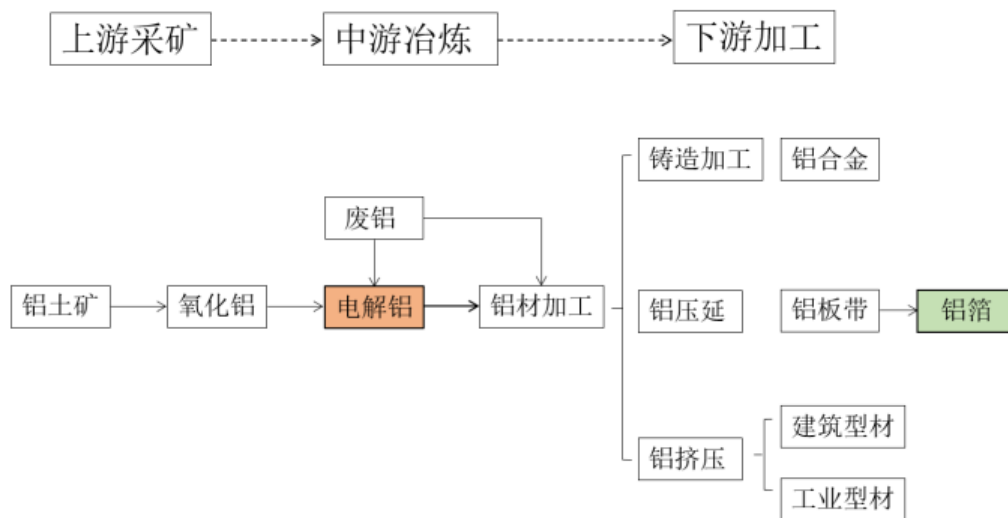 上游采矿
中游冶炼
下游加工
铸造加工
铝合金
废铝
铝土矿
氧化铝
电解铝
铝材加工
铝压延
铝板带
铝箔
建筑型材
铝挤压
工业型材